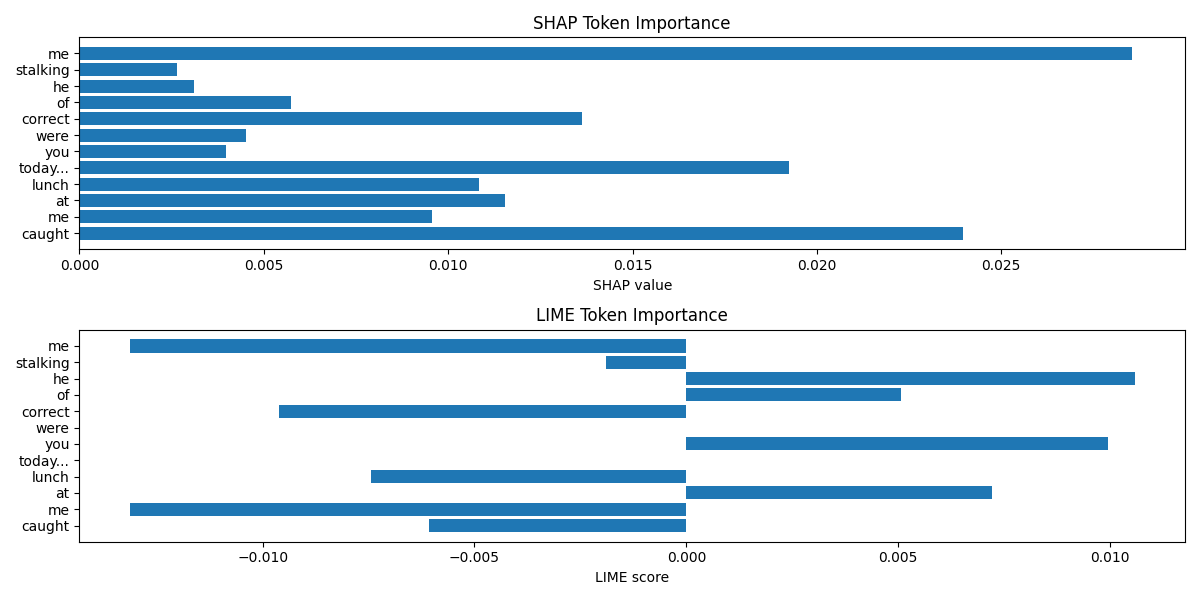 SHAP Token Importance
me
stalking
he
of
correct
were
you
today...
lunch
at
me
caught
0.000 0.005 0.010 0.015 0.020 0.025
SHAP value
LIME Token Importance
me
stalking
he
of
correct
were
you
today...
lunch
at
me
caught
−0.010 −0.005 0.000 0.005 0.010
LIME score